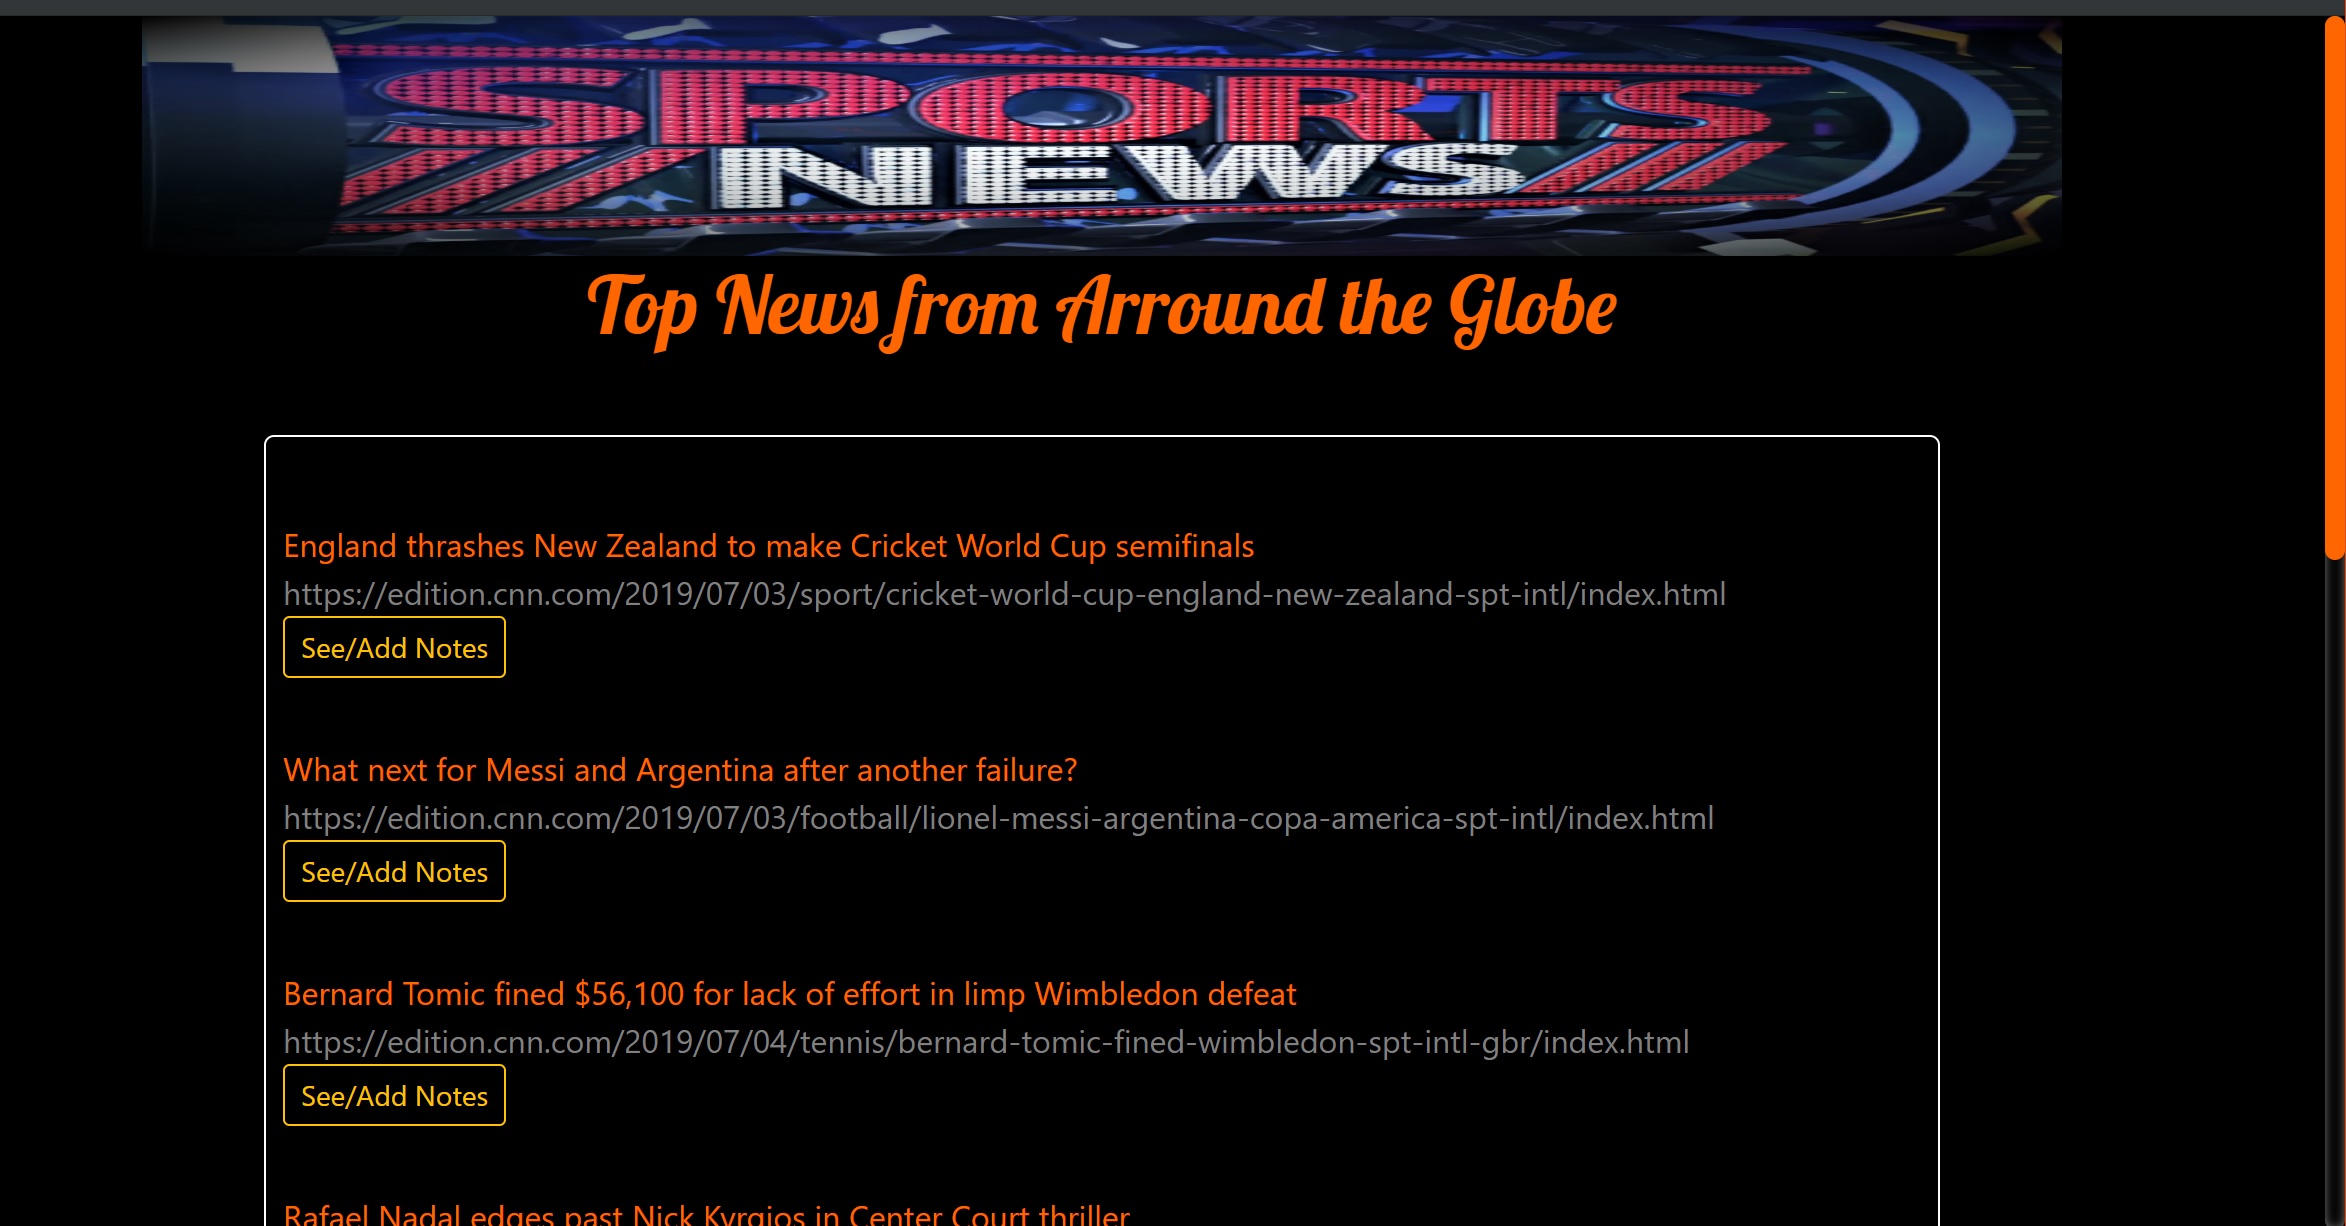 SPORTS
NEWS
Top News from Arround the Globe
England thrashes New Zealand to make Cricket World Cup semifinals
https://edition.cnn.com/2019/07/03/sport/cricket-world-cup-england-new-zealand-spt-intl/index.html
See/Add Notes
What next for Messi and Argentina after another failure?
https://edition.cnn.com/2019/07/03/football/lionel-messi-argentina-copa-america-spt-intl/index.html
See/Add Notes
Bernard Tomic fined $56,100 for lack of effort in limp Wimbledon defeat
https://edition.cnn.com/2019/07/04/tennis/bernard-tomic-fined-wimbledon-spt-intl-gbr/index.html
See/Add Notes
Rafael Nadal edges past Nick Kyrgios in Center Court thriller